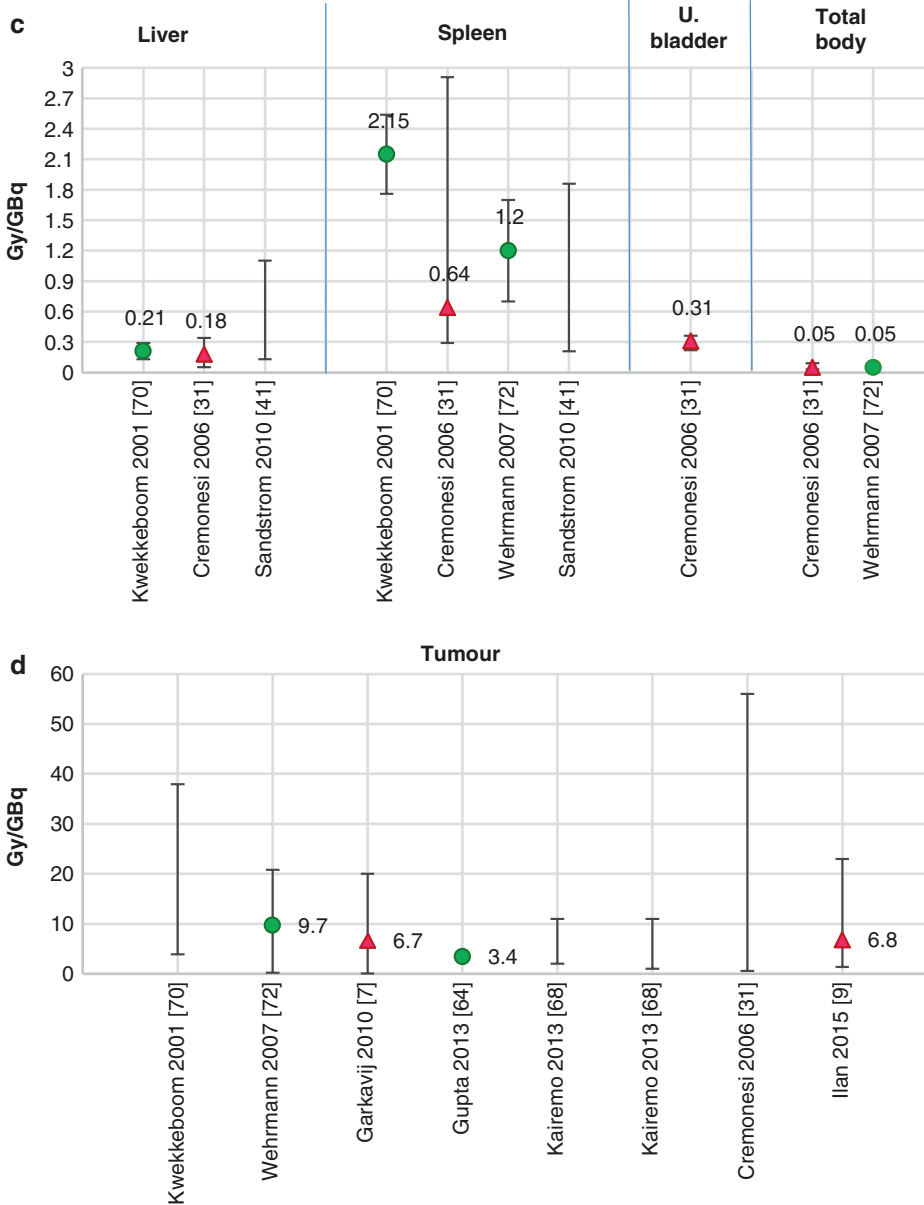 c
Liver
Spleen
U.
bladder
Total
body
Gy/GBq
3
2.7
2.4
2.1
1.8
1.5
1.2
0.9
0.6
0.3
0
0.21
0.18
2.15
0.64
1.2
0.31
0.05
0.05
Kwekkeboom 2001 [70]
Cremonesi 2006 [31]
Sandstrom 2010 [41]
Kwekkeboom 2001 [70]
Cremonesi 2006 [31]
Wehrmann 2007 [72]
Sandstrom 2010 [41]
Cremonesi 2006 [31]
Cremonesi 2006 [31]
Wehrmann 2007 [72]
d
Tumour
Gy/GBq
60
50
40
30
20
10
0
9.7
6.7
3.4
6.8
Kwekkeboom 2001 [70]
Wehrmann 2007 [72]
Garkavij 2010 [7]
Gupta 2013 [64]
Kairemo 2013 [68]
Kairemo 2013 [68]
Cremonesi 2006 [31]
Ilan 2015 [9]